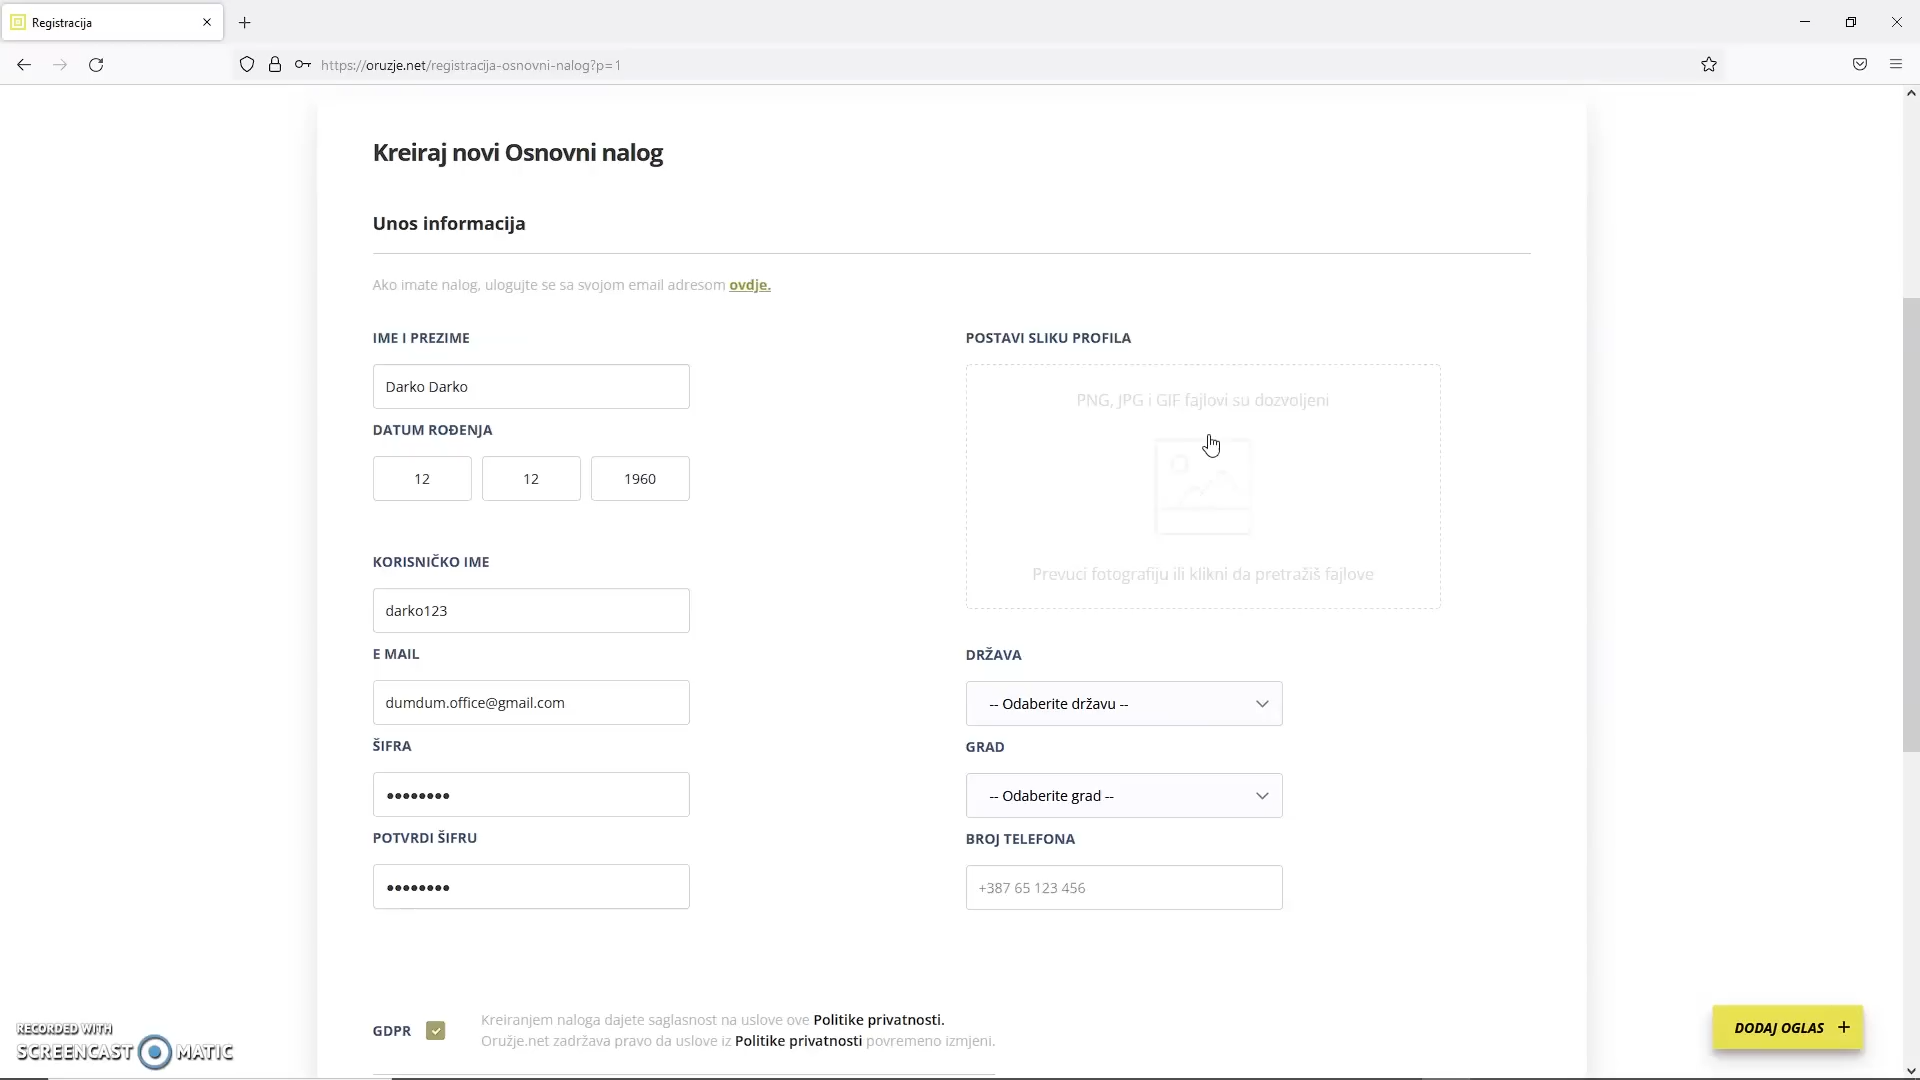 Registracija
https://oruzje.net/registracija-osnovni-nalog?p=1
Kreiraj novi Osnovni nalog
Unos informacija
Ako imate nalog, ulogujte se sa svojom email adresom ovdje.
IME I PREZIME
Darko Darko
DATUM ROĐENJA
12 12 1960
KORISNIČKO IME
darko123
E MAIL
dumdum.office@gmail.com
ŠIFRA
••••••••
POTVRDI ŠIFRU
••••••••
POSTAVI SLIKU PROFILA
PNG, JPG i GIF fajlovi su dozvoljeni
Prevuci fotografiju ili klikni da pretražiš fajlove
DRŽAVA
-- Odaberite državu --
GRAD
-- Odaberite grad --
BROJ TELEFONA
+387 65 123 456
GDPR
Kreiranjem naloga dajete saglasnost na uslove ove Politike privatnosti.
Oružje.net zadržava pravo da uslove iz Politike privatnosti povremeno izmjeni.
DODAJ OGLAS +
RECORDED WITH
SCREENCAST MATIC